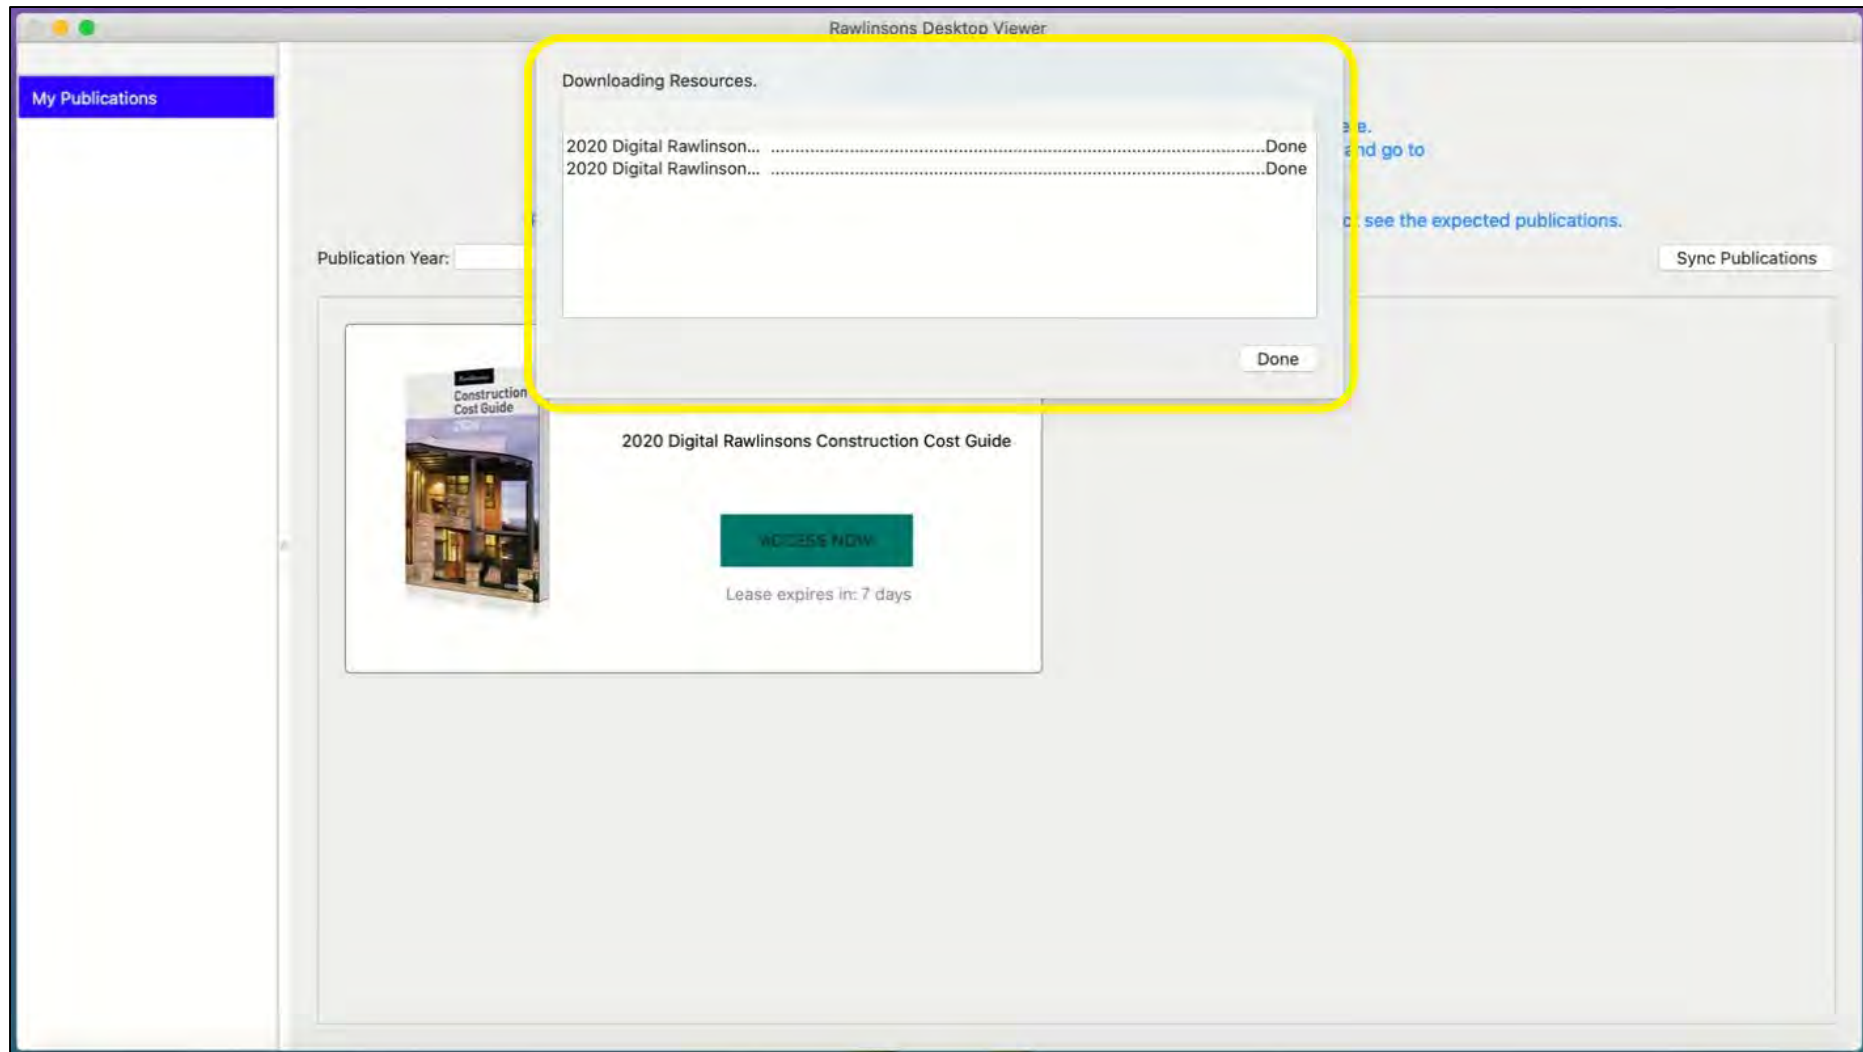 Rawlinsons Desktop Viewer
My Publications
Downloading Resources.
2020 Digital Rawlinson... ...Done
2020 Digital Rawlinson... ...Done
and go to
see the expected publications.
Publication Year:
Sync Publications
Done
Construction
Cost Guide
2020 Digital Rawlinsons Construction Cost Guide
ACCESS NOW
Lease expires in: 7 days